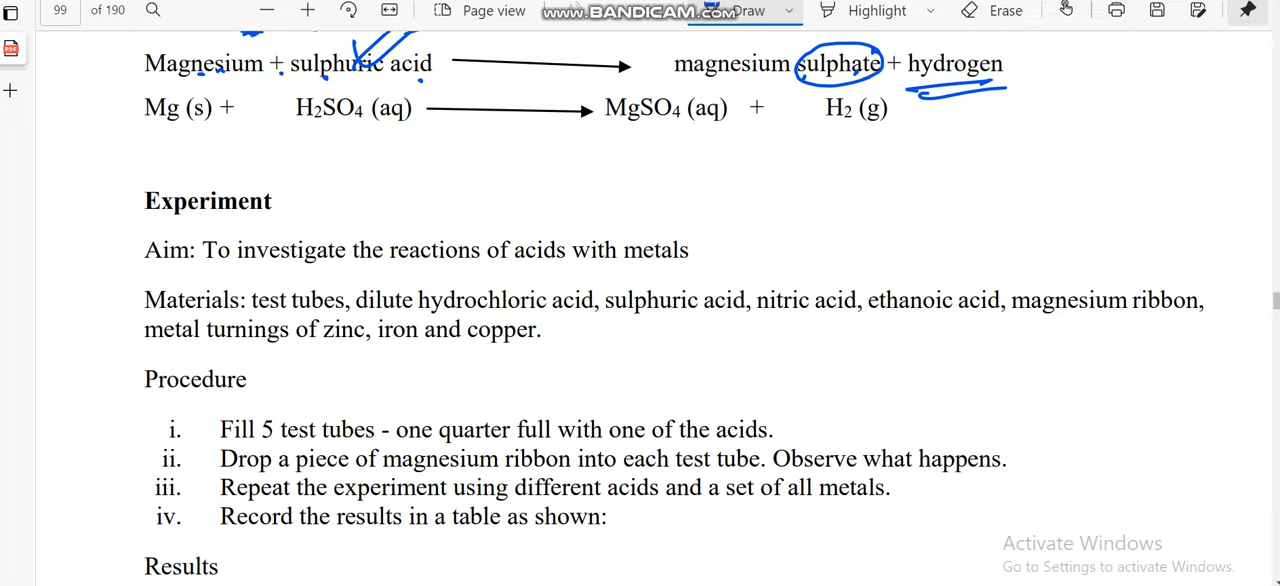 99 of 190 Page view Draw Highlight Erase
www.BANDICAM.com
Magnesium + sulphuric acid magnesium sulphate + hydrogen
Mg (s) + H2SO4 (aq) MgSO4 (aq) + H2 (g)
Experiment
Aim: To investigate the reactions of acids with metals
Materials: test tubes, dilute hydrochloric acid, sulphuric acid, nitric acid, ethanoic acid, magnesium ribbon,
metal turnings of zinc, iron and copper.
Procedure
i. Fill 5 test tubes - one quarter full with one of the acids.
ii. Drop a piece of magnesium ribbon into each test tube. Observe what happens.
iii. Repeat the experiment using different acids and a set of all metals.
iv. Record the results in a table as shown:
Activate Windows
Go to Settings to activate Windows.
Results